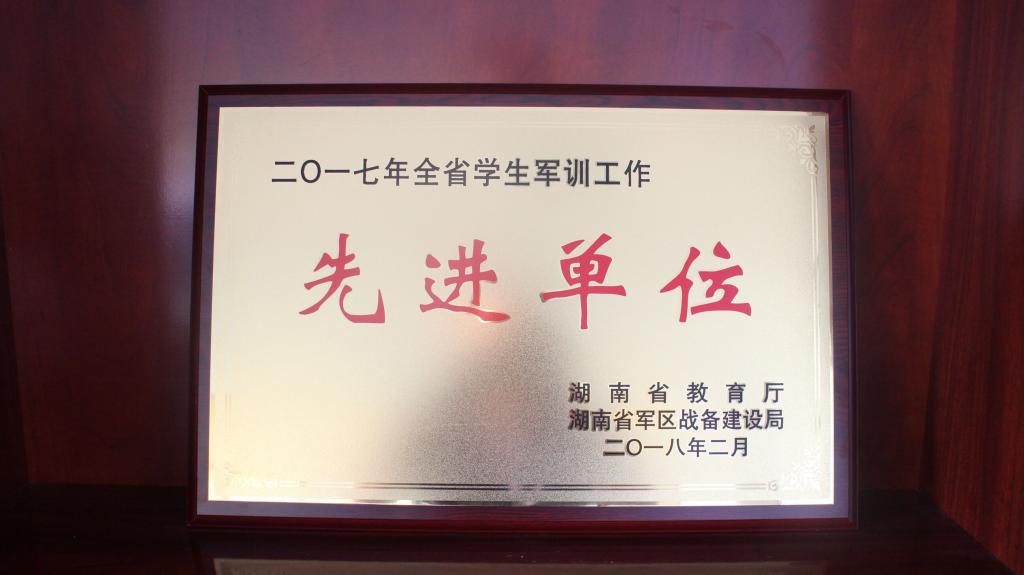 二〇一七年全省学生军训工作
先进单位
湖南省教育厅
湖南省军区战备建设局
二〇一八年二月